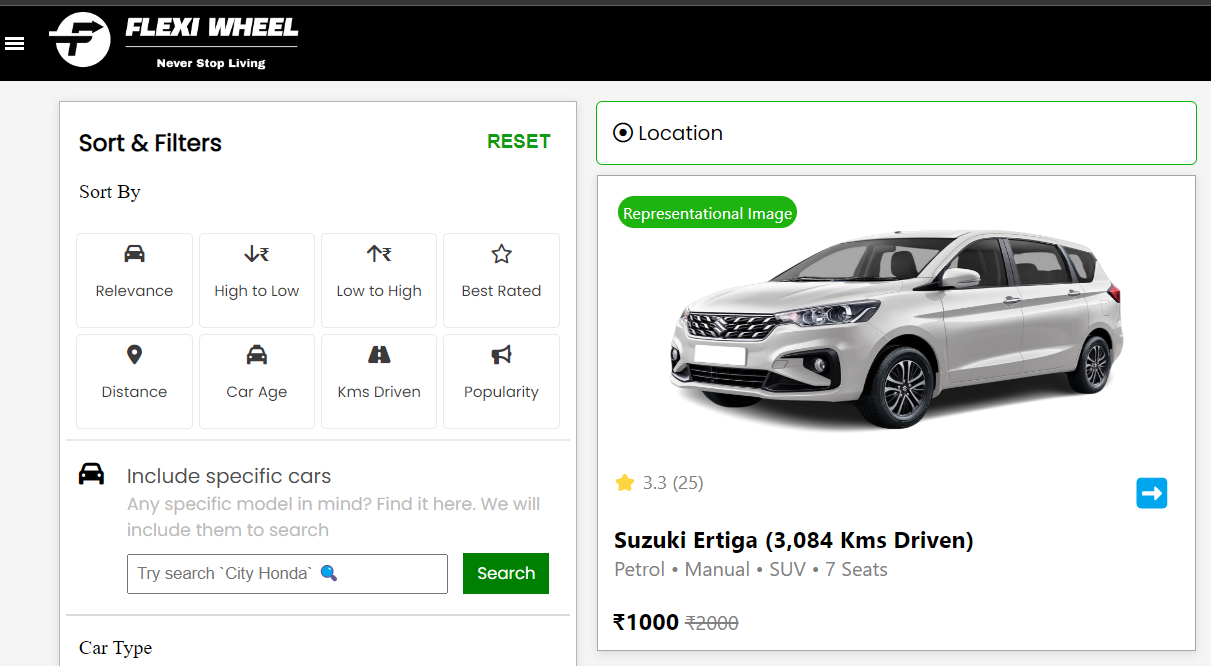 FLEXI WHEEL
Never Stop Living
Sort & Filters
RESET
Sort By
Relevance
₹
High to Low
₹
Low to High
Best Rated
Distance
Car Age
Kms Driven
Popularity
Include specific cars
Any specific model in mind? Find it here. We will
include them to search
Try search `City Honda` 🔍
Search
Car Type
Location
Representational Image
3.3 (25)
Suzuki Ertiga (3,084 Kms Driven)
Petrol • Manual • SUV • 7 Seats
₹1000 ₹2000